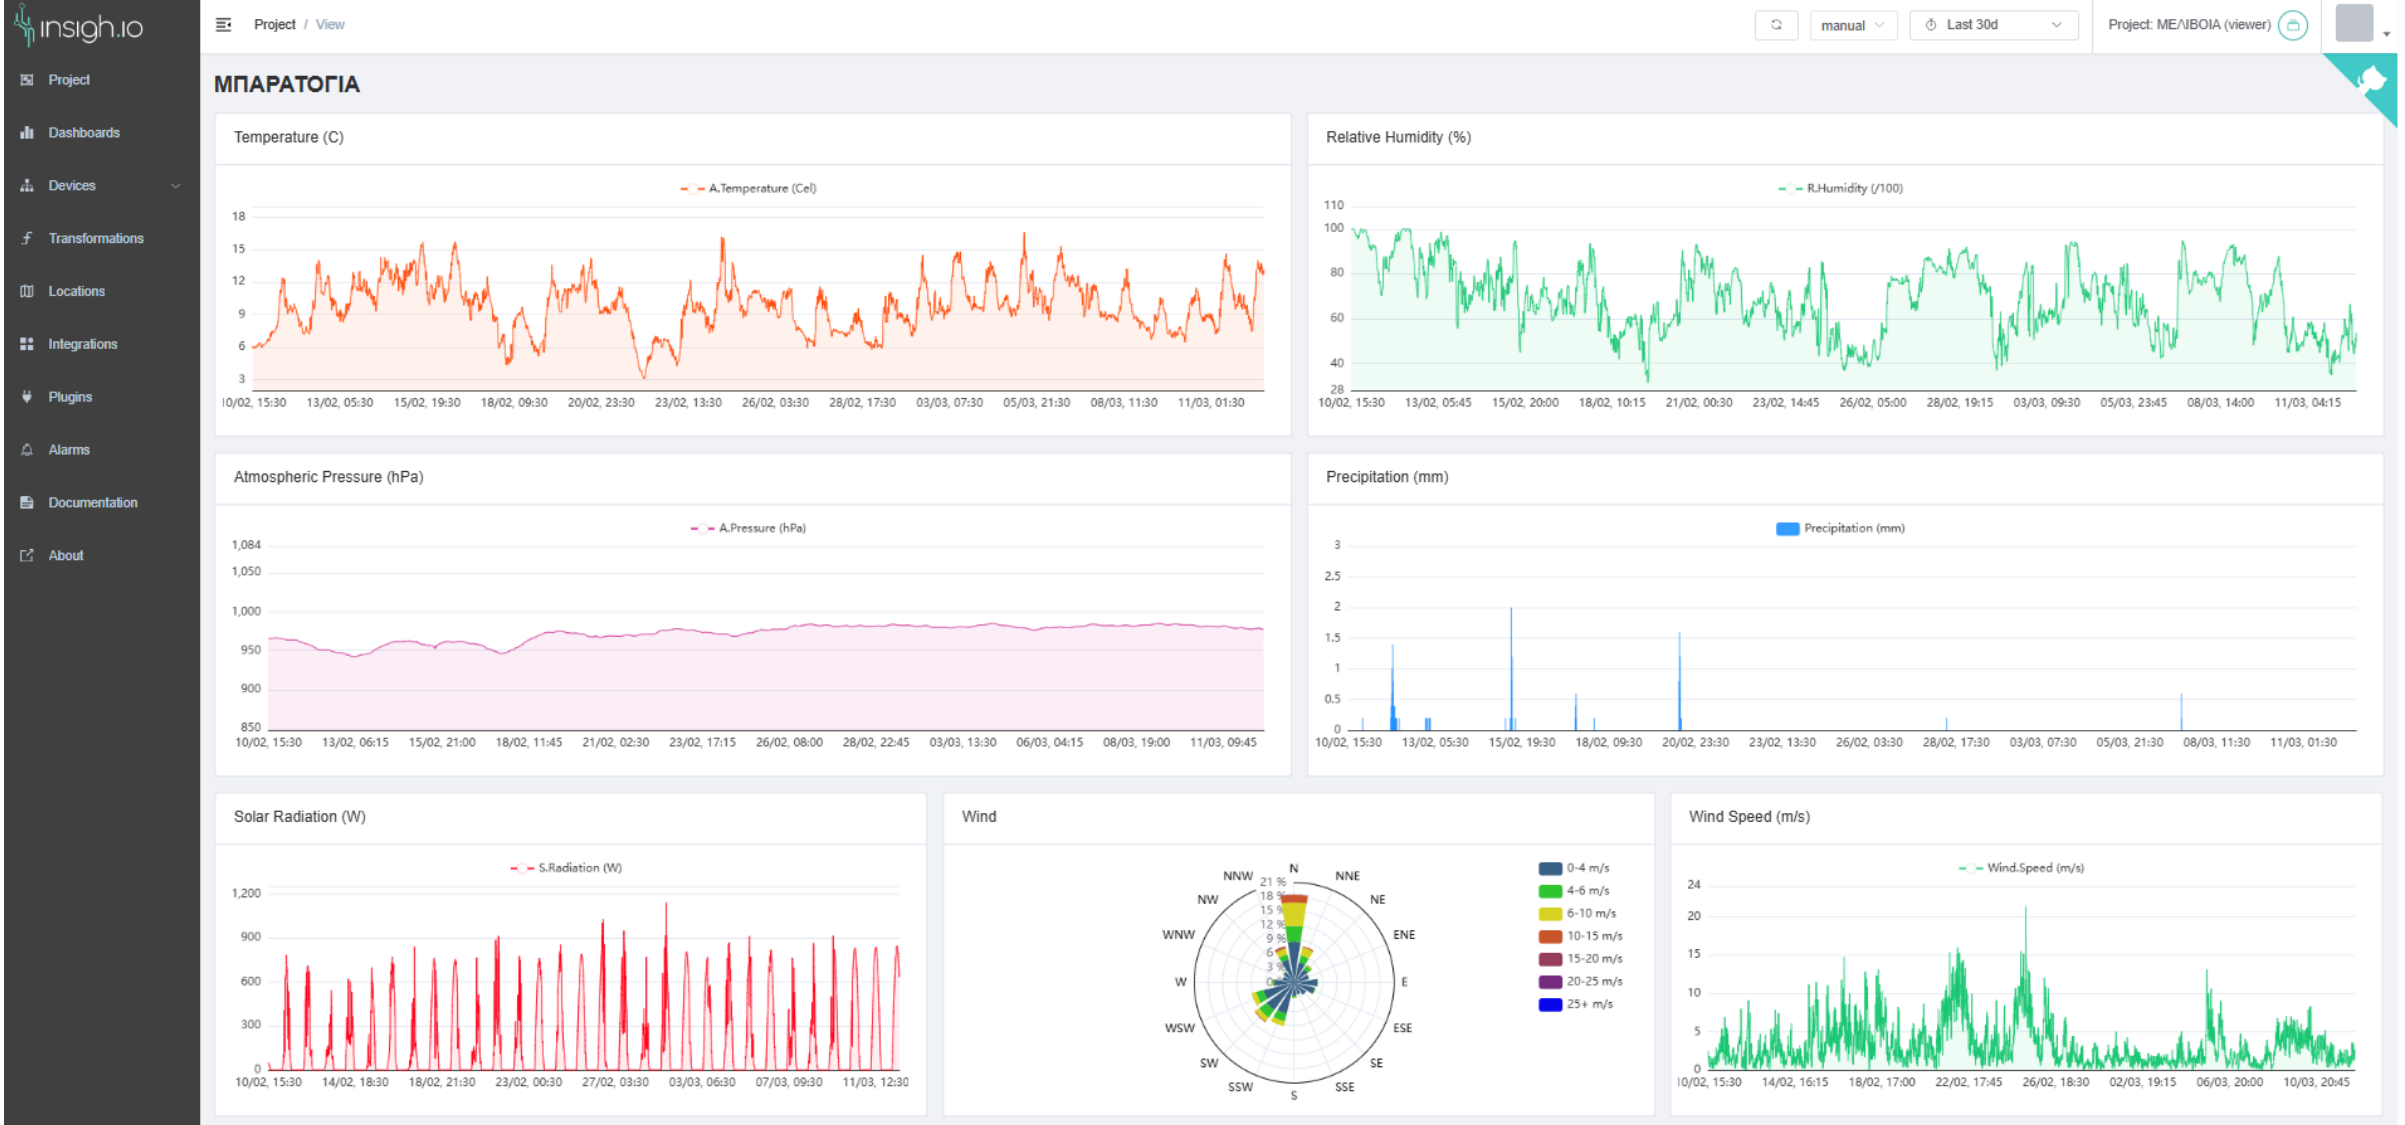 insigh.io
Project / View
manual
Last 30d
Project: ΜΕΛΙΒΟΙΑ (viewer)
Project
Dashboards
Devices
Transformations
Locations
Integrations
Plugins
Alarms
Documentation
About
ΜΠΑΡΑΤΟΓΙΑ
Temperature (C)
A.Temperature (Cel)
18
15
12
9
6
3
10/02, 15:30 13/02, 05:30 15/02, 19:30 18/02, 09:30 20/02, 23:30 23/02, 13:30 26/02, 03:30 28/02, 17:30 03/03, 07:30 05/03, 21:30 08/03, 11:30 11/03, 01:30
Relative Humidity (%)
R.Humidity (/100)
110
100
80
60
40
28
10/02, 15:30 13/02, 05:45 15/02, 20:00 18/02, 10:15 21/02, 00:30 23/02, 14:45 26/02, 05:00 28/02, 19:15 03/03, 09:30 05/03, 23:45 08/03, 14:00 11/03, 04:15
Atmospheric Pressure (hPa)
A.Pressure (hPa)
1,084
1,050
1,000
950
900
850
10/02, 15:30 13/02, 06:15 15/02, 21:00 18/02, 11:45 21/02, 02:30 23/02, 17:15 26/02, 08:00 28/02, 22:45 03/03, 13:30 06/03, 04:15 08/03, 19:00 11/03, 09:45
Precipitation (mm)
Precipitation (mm)
3
2.5
2
1.5
1
0.5
0
10/02, 15:30 13/02, 05:30 15/02, 19:30 18/02, 09:30 20/02, 23:30 23/02, 13:30 26/02, 03:30 28/02, 17:30 03/03, 07:30 05/03, 21:30 08/03, 11:30 11/03, 01:30
Solar Radiation (W)
S.Radiation (W)
1,200
900
600
300
0
10/02, 15:30 14/02, 18:30 18/02, 21:30 23/02, 00:30 27/02, 03:30 03/03, 06:30 07/03, 09:30 11/03, 12:30
Wind
N
NNE
NE
ENE
E
ESE
SE
SSE
S
SSW
SW
WSW
W
WNW
NW
NNW
21 %
18 %
15 %
12 %
9 %
6 %
3 %
0-4 m/s
4-6 m/s
6-10 m/s
10-15 m/s
15-20 m/s
20-25 m/s
25+ m/s
Wind Speed (m/s)
Wind.Speed (m/s)
24
20
15
10
5
0
10/02, 15:30 14/02, 16:15 18/02, 17:00 22/02, 17:45 26/02, 18:30 02/03, 19:15 06/03, 20:00 10/03, 20:45